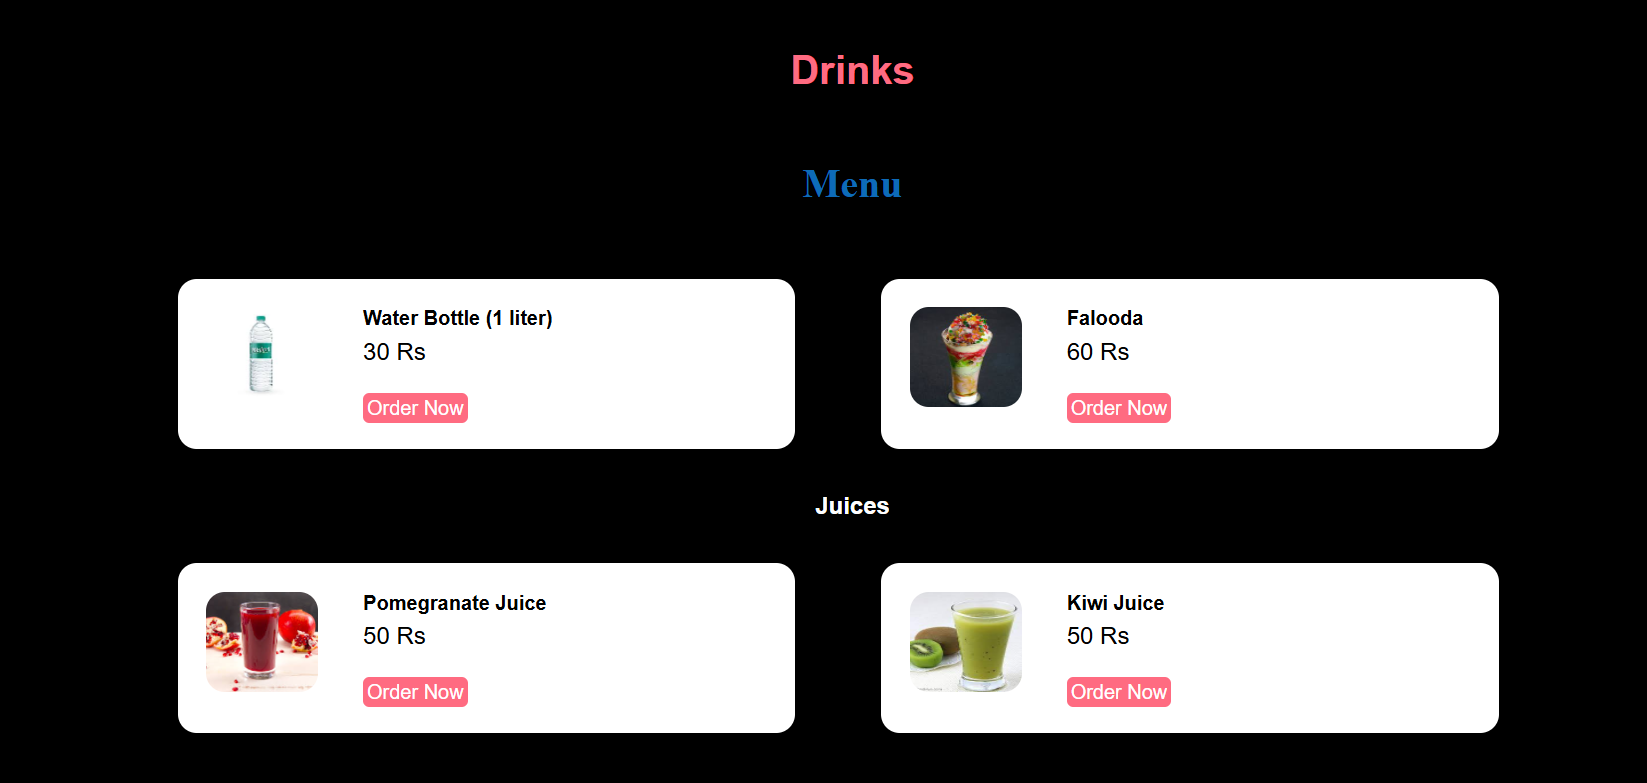 Drinks
Menu
Water Bottle (1 liter)
30 Rs
Order Now
Falooda
60 Rs
Order Now
Juices
Pomegranate Juice
50 Rs
Order Now
Kiwi Juice
50 Rs
Order Now